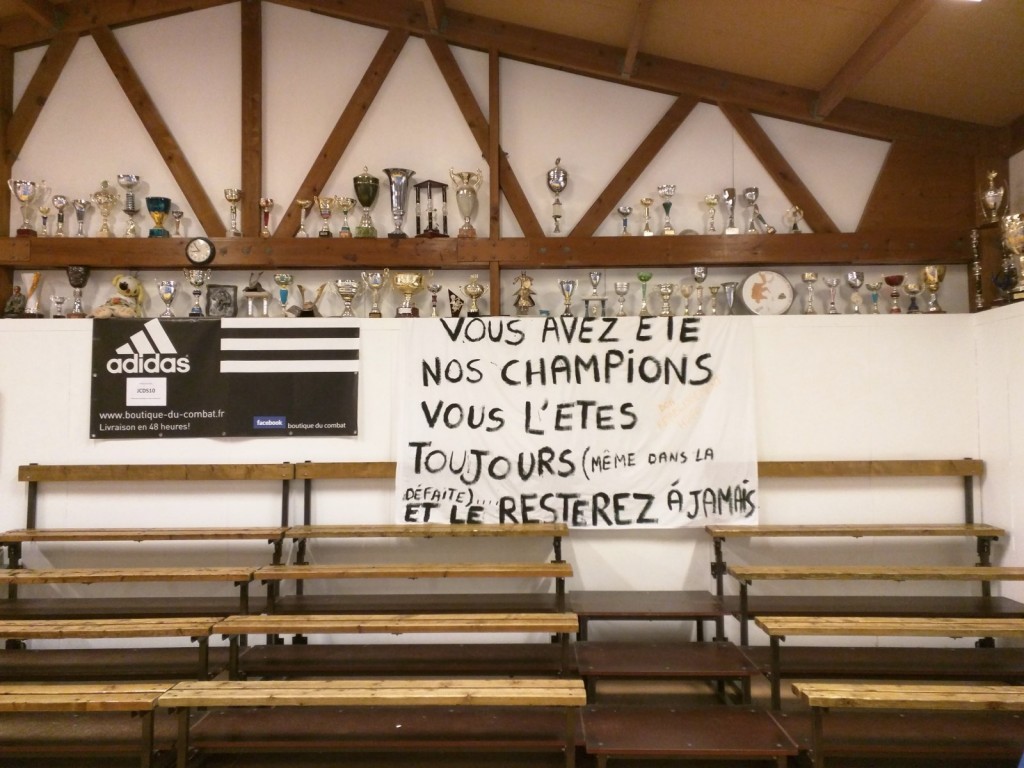 adidas
JCDS10
www.boutique-du-combat.fr
Livraison en 48 heures!
facebook boutique du combat
VOUS AVEZ ETE
NOS CHAMPIONS
VOUS L'ETES
TOUJOURS (MÊME DANS LA
DÉFAITE)....
ET LE RESTEREZ À JAMAIS